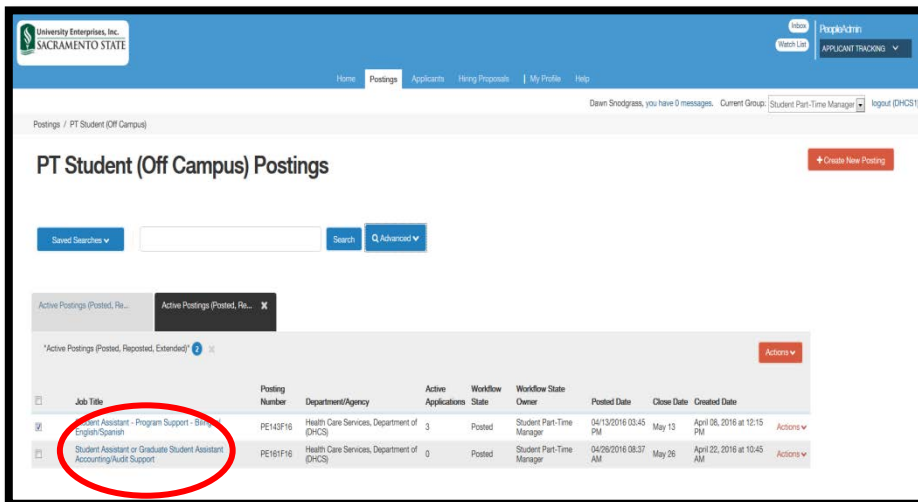 University Enterprises, Inc.
SACRAMENTO STATE
Inbox
PeopleAdmin
Watch List
APPLICANT TRACKING
Home Postings Applicants Hiring Proposals | My Profile Help
Dawn Snodgrass, you have 0 messages. Current Group: Student Part-Time Manager logout (DHCS1)
Postings / PT Student (Off Campus)
PT Student (Off Campus) Postings
+ Create New Posting
Saved Searches Search Advanced
Active Postings (Posted, Re... Active Postings (Posted, Re... ✖
"Active Postings (Posted, Reposted, Extended)" 2 ✖
Actions
Job Title Posting Number Department/Agency Active Applications Workflow State Workflow State Owner Posted Date Close Date Created Date
Student Assistant - Program Support - Bilingual English/Spanish PE143F16 Health Care Services, Department of (DHCS) 3 Posted Student Part-Time Manager 04/13/2016 03:45 PM May 13 April 08, 2016 at 12:15 PM Actions
Student Assistant or Graduate Student Assistant Accounting/Audit Support PE161F16 Health Care Services, Department of (DHCS) 0 Posted Student Part-Time Manager 04/26/2016 08:37 AM May 26 April 22, 2016 at 10:45 AM Actions